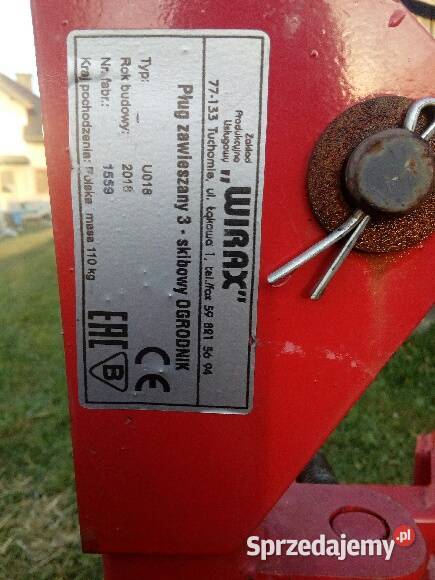 Zakład
Produkcyjno
Usługowy
"WIRAX"
77-133 Tuchomie, ul. Łąkowa 1, tel./fax 59 821 56 94
Pług zawieszany 3 - skibowy OGRODNIK
Typ: U018
Rok budowy: 2018
Nr. fabr.: 1559
Kraj pochodzenia: Polska masa 110 kg
CE
EAC
B
Sprzedajemy.pl